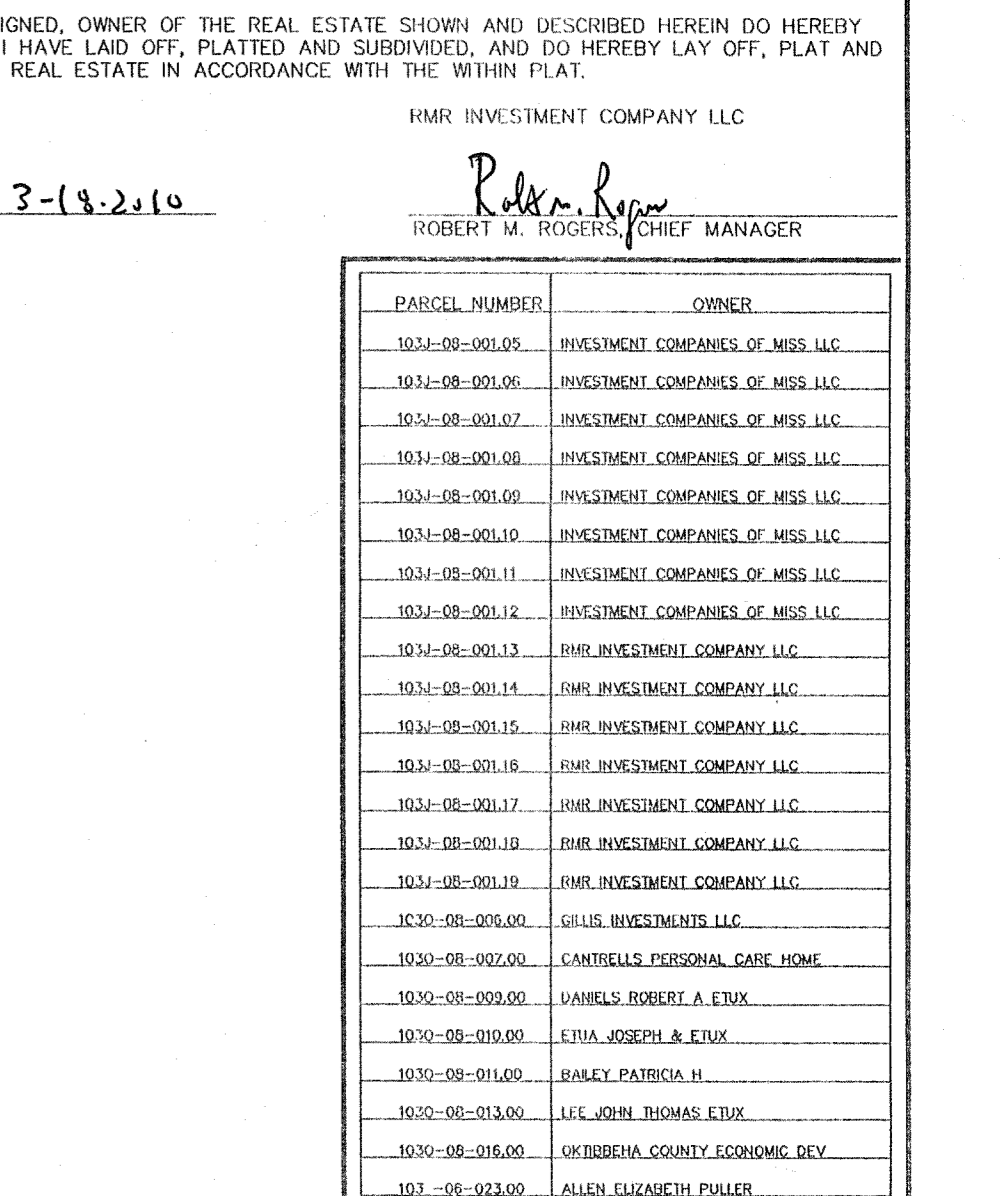 IGNED, OWNER OF THE REAL ESTATE SHOWN AND DESCRIBED HEREIN DO HEREBY
I HAVE LAID OFF, PLATTED AND SUBDIVIDED, AND DO HEREBY LAY OFF, PLAT AND
REAL ESTATE IN ACCORDANCE WITH THE WITHIN PLAT.
RMR INVESTMENT COMPANY LLC
3-18-2010
ROBERT M. ROGERS, CHIEF MANAGER
PARCEL NUMBER OWNER
103J-08-001.05 INVESTMENT COMPANIES OF MISS LLC
103J-08-001.06 INVESTMENT COMPANIES OF MISS LLC
103J-08-001.07 INVESTMENT COMPANIES OF MISS LLC
103J-08-001.08 INVESTMENT COMPANIES OF MISS LLC
103J-08-001.09 INVESTMENT COMPANIES OF MISS LLC
103J-08-001.10 INVESTMENT COMPANIES OF MISS LLC
103J-08-001.11 INVESTMENT COMPANIES OF MISS LLC
103J-08-001.12 INVESTMENT COMPANIES OF MISS LLC
103J-08-001.13 RMR INVESTMENT COMPANY LLC
103J-08-001.14 RMR INVESTMENT COMPANY LLC
103J-08-001.15 RMR INVESTMENT COMPANY LLC
103J-08-001.16 RMR INVESTMENT COMPANY LLC
103J-08-001.17 RMR INVESTMENT COMPANY LLC
103J-08-001.18 RMR INVESTMENT COMPANY LLC
103J-08-001.19 RMR INVESTMENT COMPANY LLC
103O-08-006.00 GILLIS INVESTMENTS LLC
103O-08-007.00 CANTRELLS PERSONAL CARE HOME
103O-08-009.00 DANIELS ROBERT A ETUX
103O-08-010.00 ETUA JOSEPH & ETUX
103O-08-011.00 BAILEY PATRICIA H
103O-08-013.00 LEE JOHN THOMAS ETUX
103O-08-016.00 OKTIBBEHA COUNTY ECONOMIC DEV
103 -06-023.00 ALLEN ELIZABETH PULLER